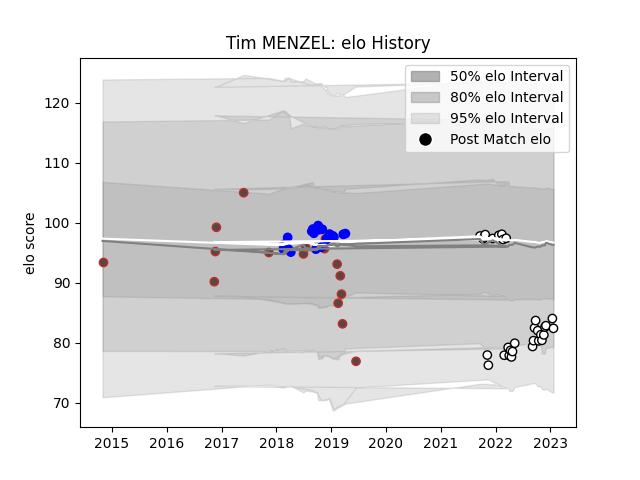 Tim MENZEL: elo History
50% elo Interval
80% elo Interval
95% elo Interval
Post Match elo
elo score
120
110
100
90
80
70
2015 2016 2017 2018 2019 2020 2021 2022 2023